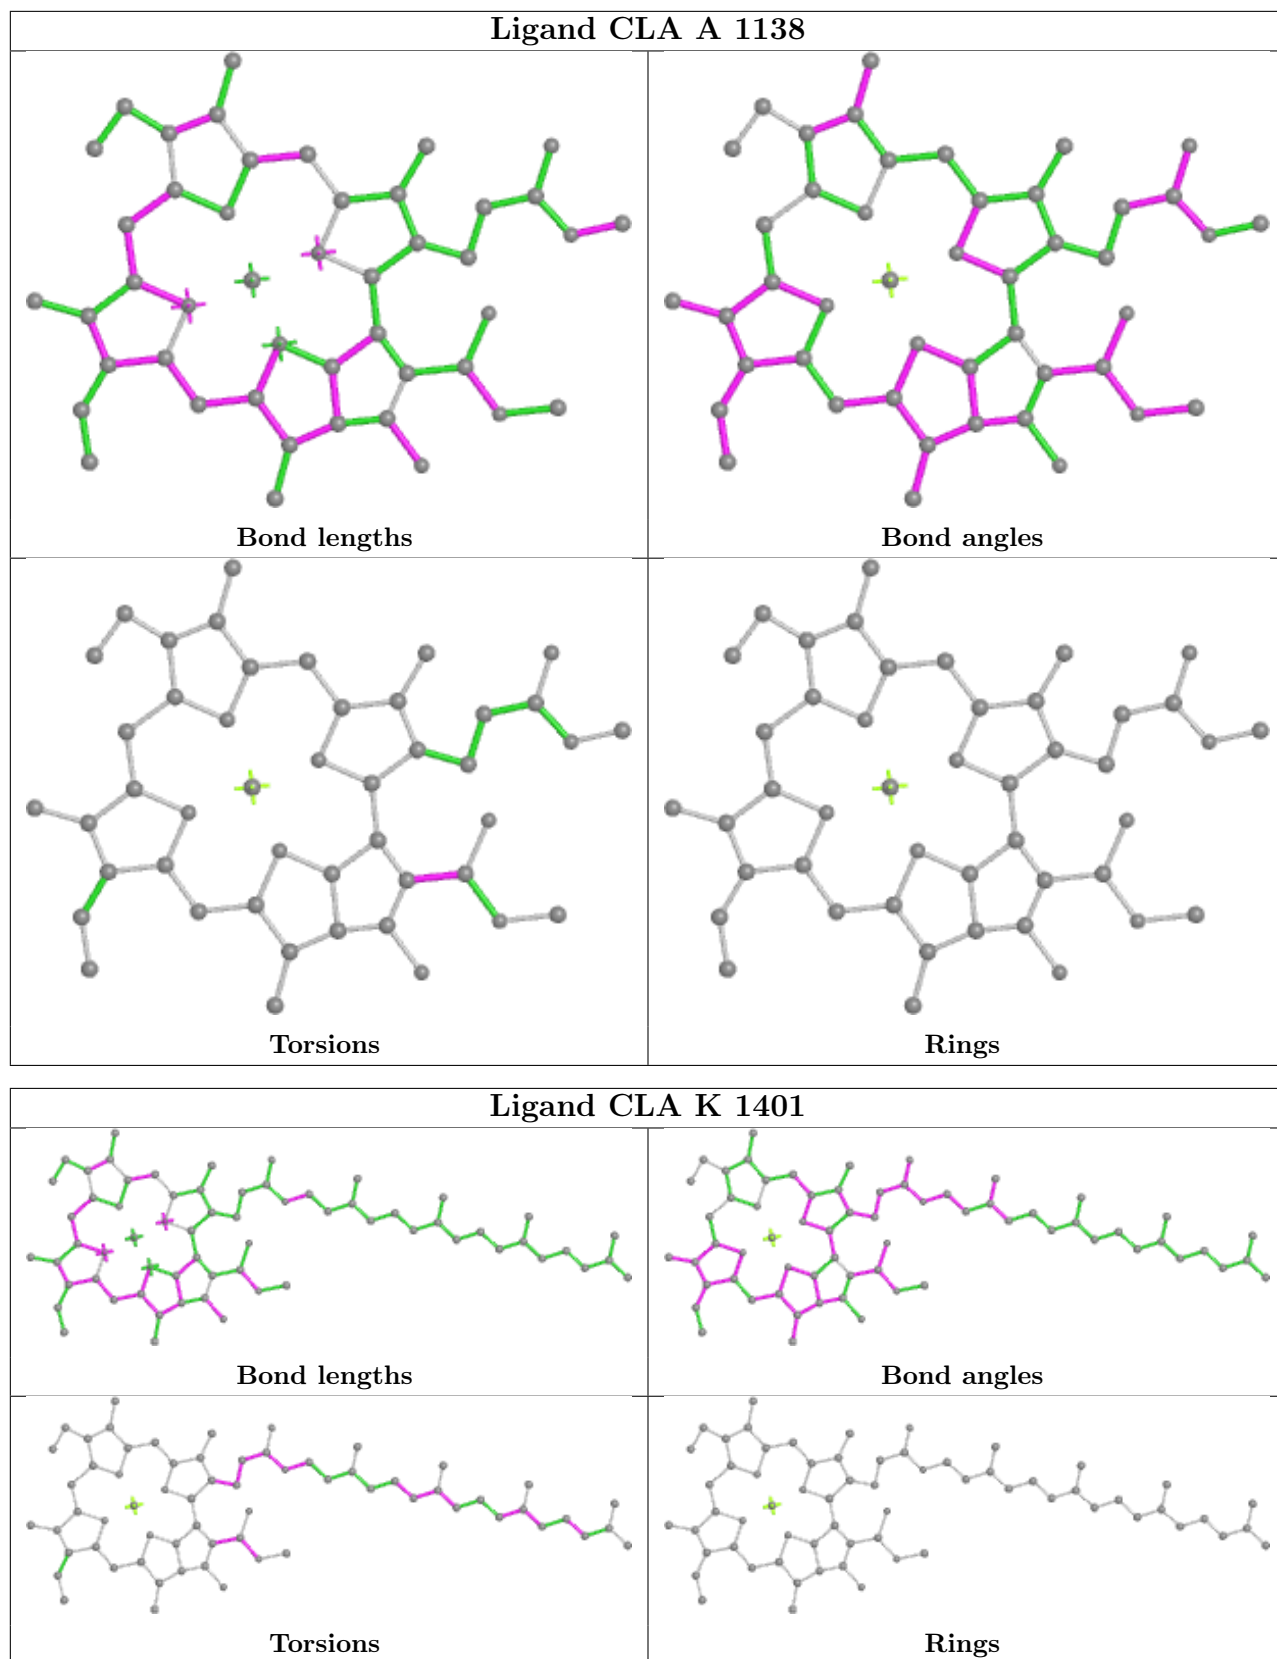 Ligand CLA A 1138
Bond lengths
Bond angles
Torsions
Rings
Ligand CLA K 1401
Bond lengths
Bond angles
Torsions
Rings